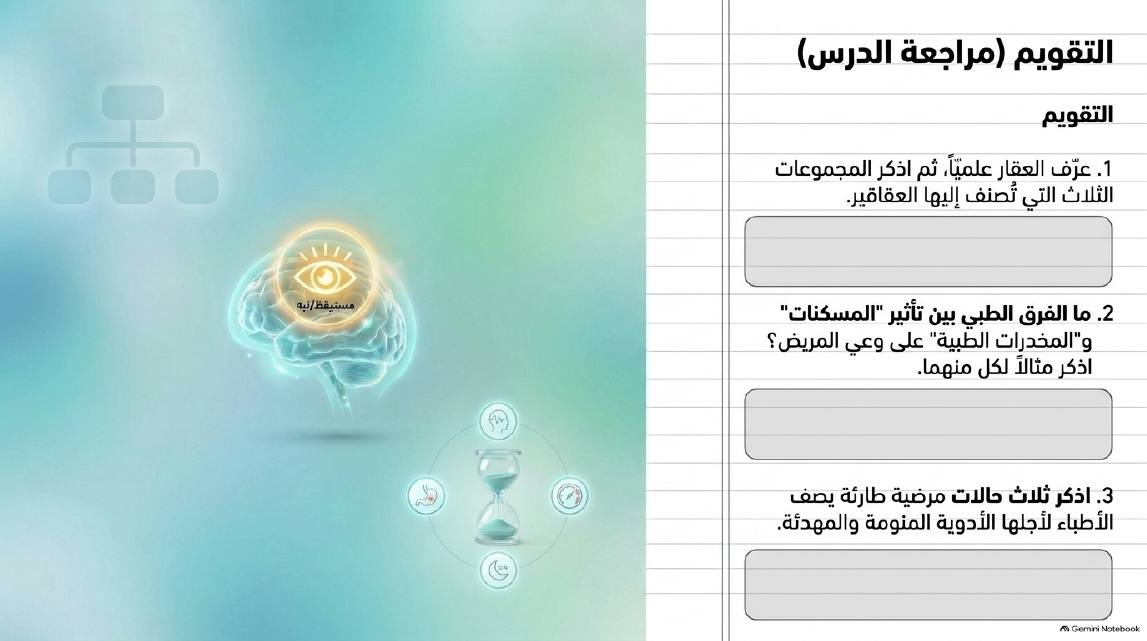 التقويم (مراجعة الدرس)
التقويم
1. عرّف العقار علميّاً، ثم اذكر المجموعات
الثلاث التي تُصنف إليها العقاقير.
2. ما الفرق الطبي بين تأثير "المسكنات"
و"المخدرات الطبية" على وعي المريض؟
اذكر مثالاً لكل منهما.
3. اذكر ثلاث حالات مرضية طارئة يصف
الأطباء لأجلها الأدوية المنومة والمهدئة.
مستيقظ/نبه
Gemini Notebook